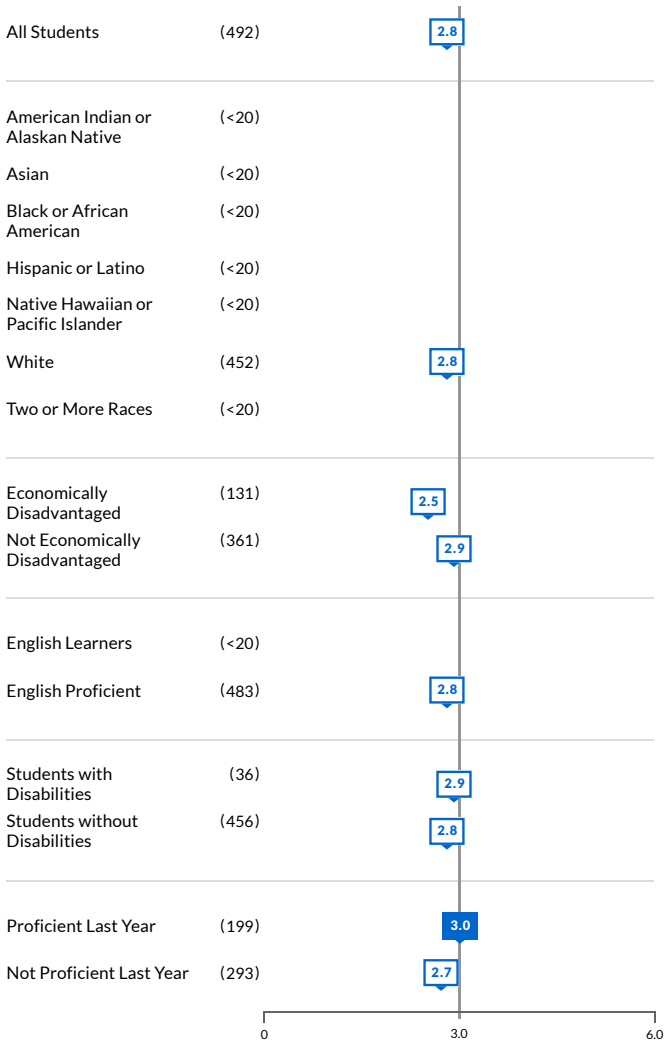 All Students (492) 2.8
American Indian or (<20)
Alaskan Native
Asian (<20)
Black or African (<20)
American
Hispanic or Latino (<20)
Native Hawaiian or (<20)
Pacific Islander
White (452) 2.8
Two or More Races (<20)
Economically (131) 2.5
Disadvantaged
Not Economically (361) 2.9
Disadvantaged
English Learners (<20)
English Proficient (483) 2.8
Students with (36) 2.9
Disabilities
Students without (456) 2.8
Disabilities
Proficient Last Year (199) 3.0
Not Proficient Last Year (293) 2.7
0 3.0 6.0